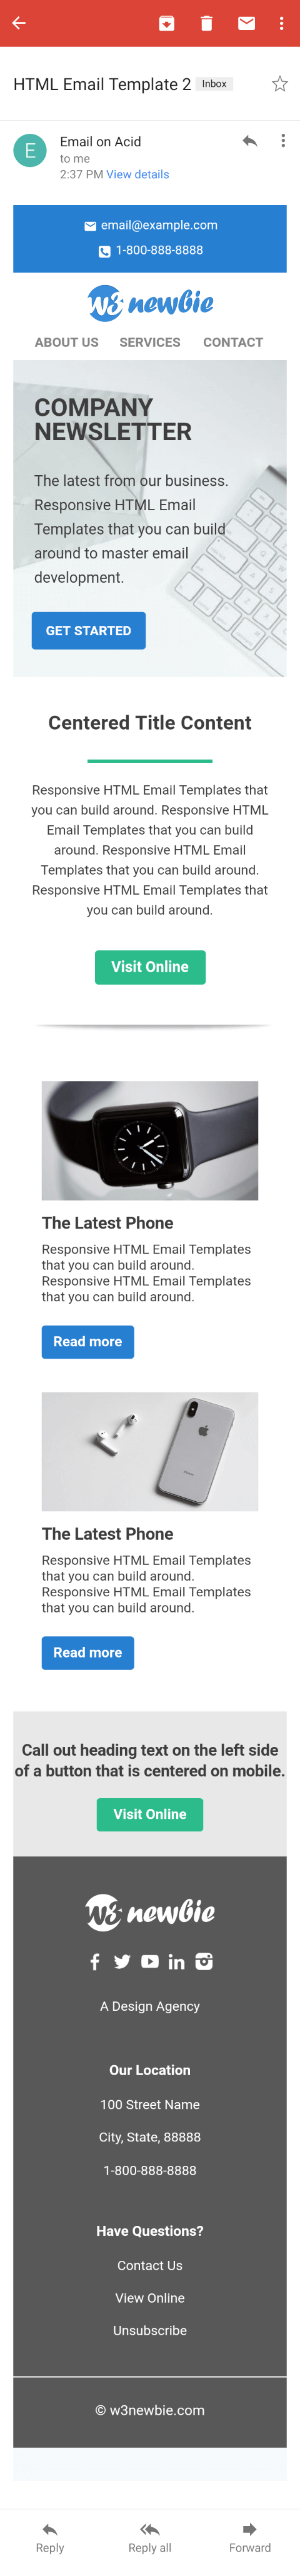 HTML Email Template 2 Inbox
E
Email on Acid
to me
2:37 PM View details
email@example.com
1-800-888-8888
W3 newbie
ABOUT US SERVICES CONTACT
COMPANY
NEWSLETTER
The latest from our business.
Responsive HTML Email
Templates that you can build
around to master email
development.
GET STARTED
Centered Title Content
Responsive HTML Email Templates that
you can build around. Responsive HTML
Email Templates that you can build
around. Responsive HTML Email
Templates that you can build around.
Responsive HTML Email Templates that
you can build around.
Visit Online
The Latest Phone
Responsive HTML Email Templates
that you can build around.
Responsive HTML Email Templates
that you can build around.
Read more
The Latest Phone
Responsive HTML Email Templates
that you can build around.
Responsive HTML Email Templates
that you can build around.
Read more
Call out heading text on the left side
of a button that is centered on mobile.
Visit Online
W3 newbie
A Design Agency
Our Location
100 Street Name
City, State, 88888
1-800-888-8888
Have Questions?
Contact Us
View Online
Unsubscribe
© w3newbie.com
Reply Reply all Forward